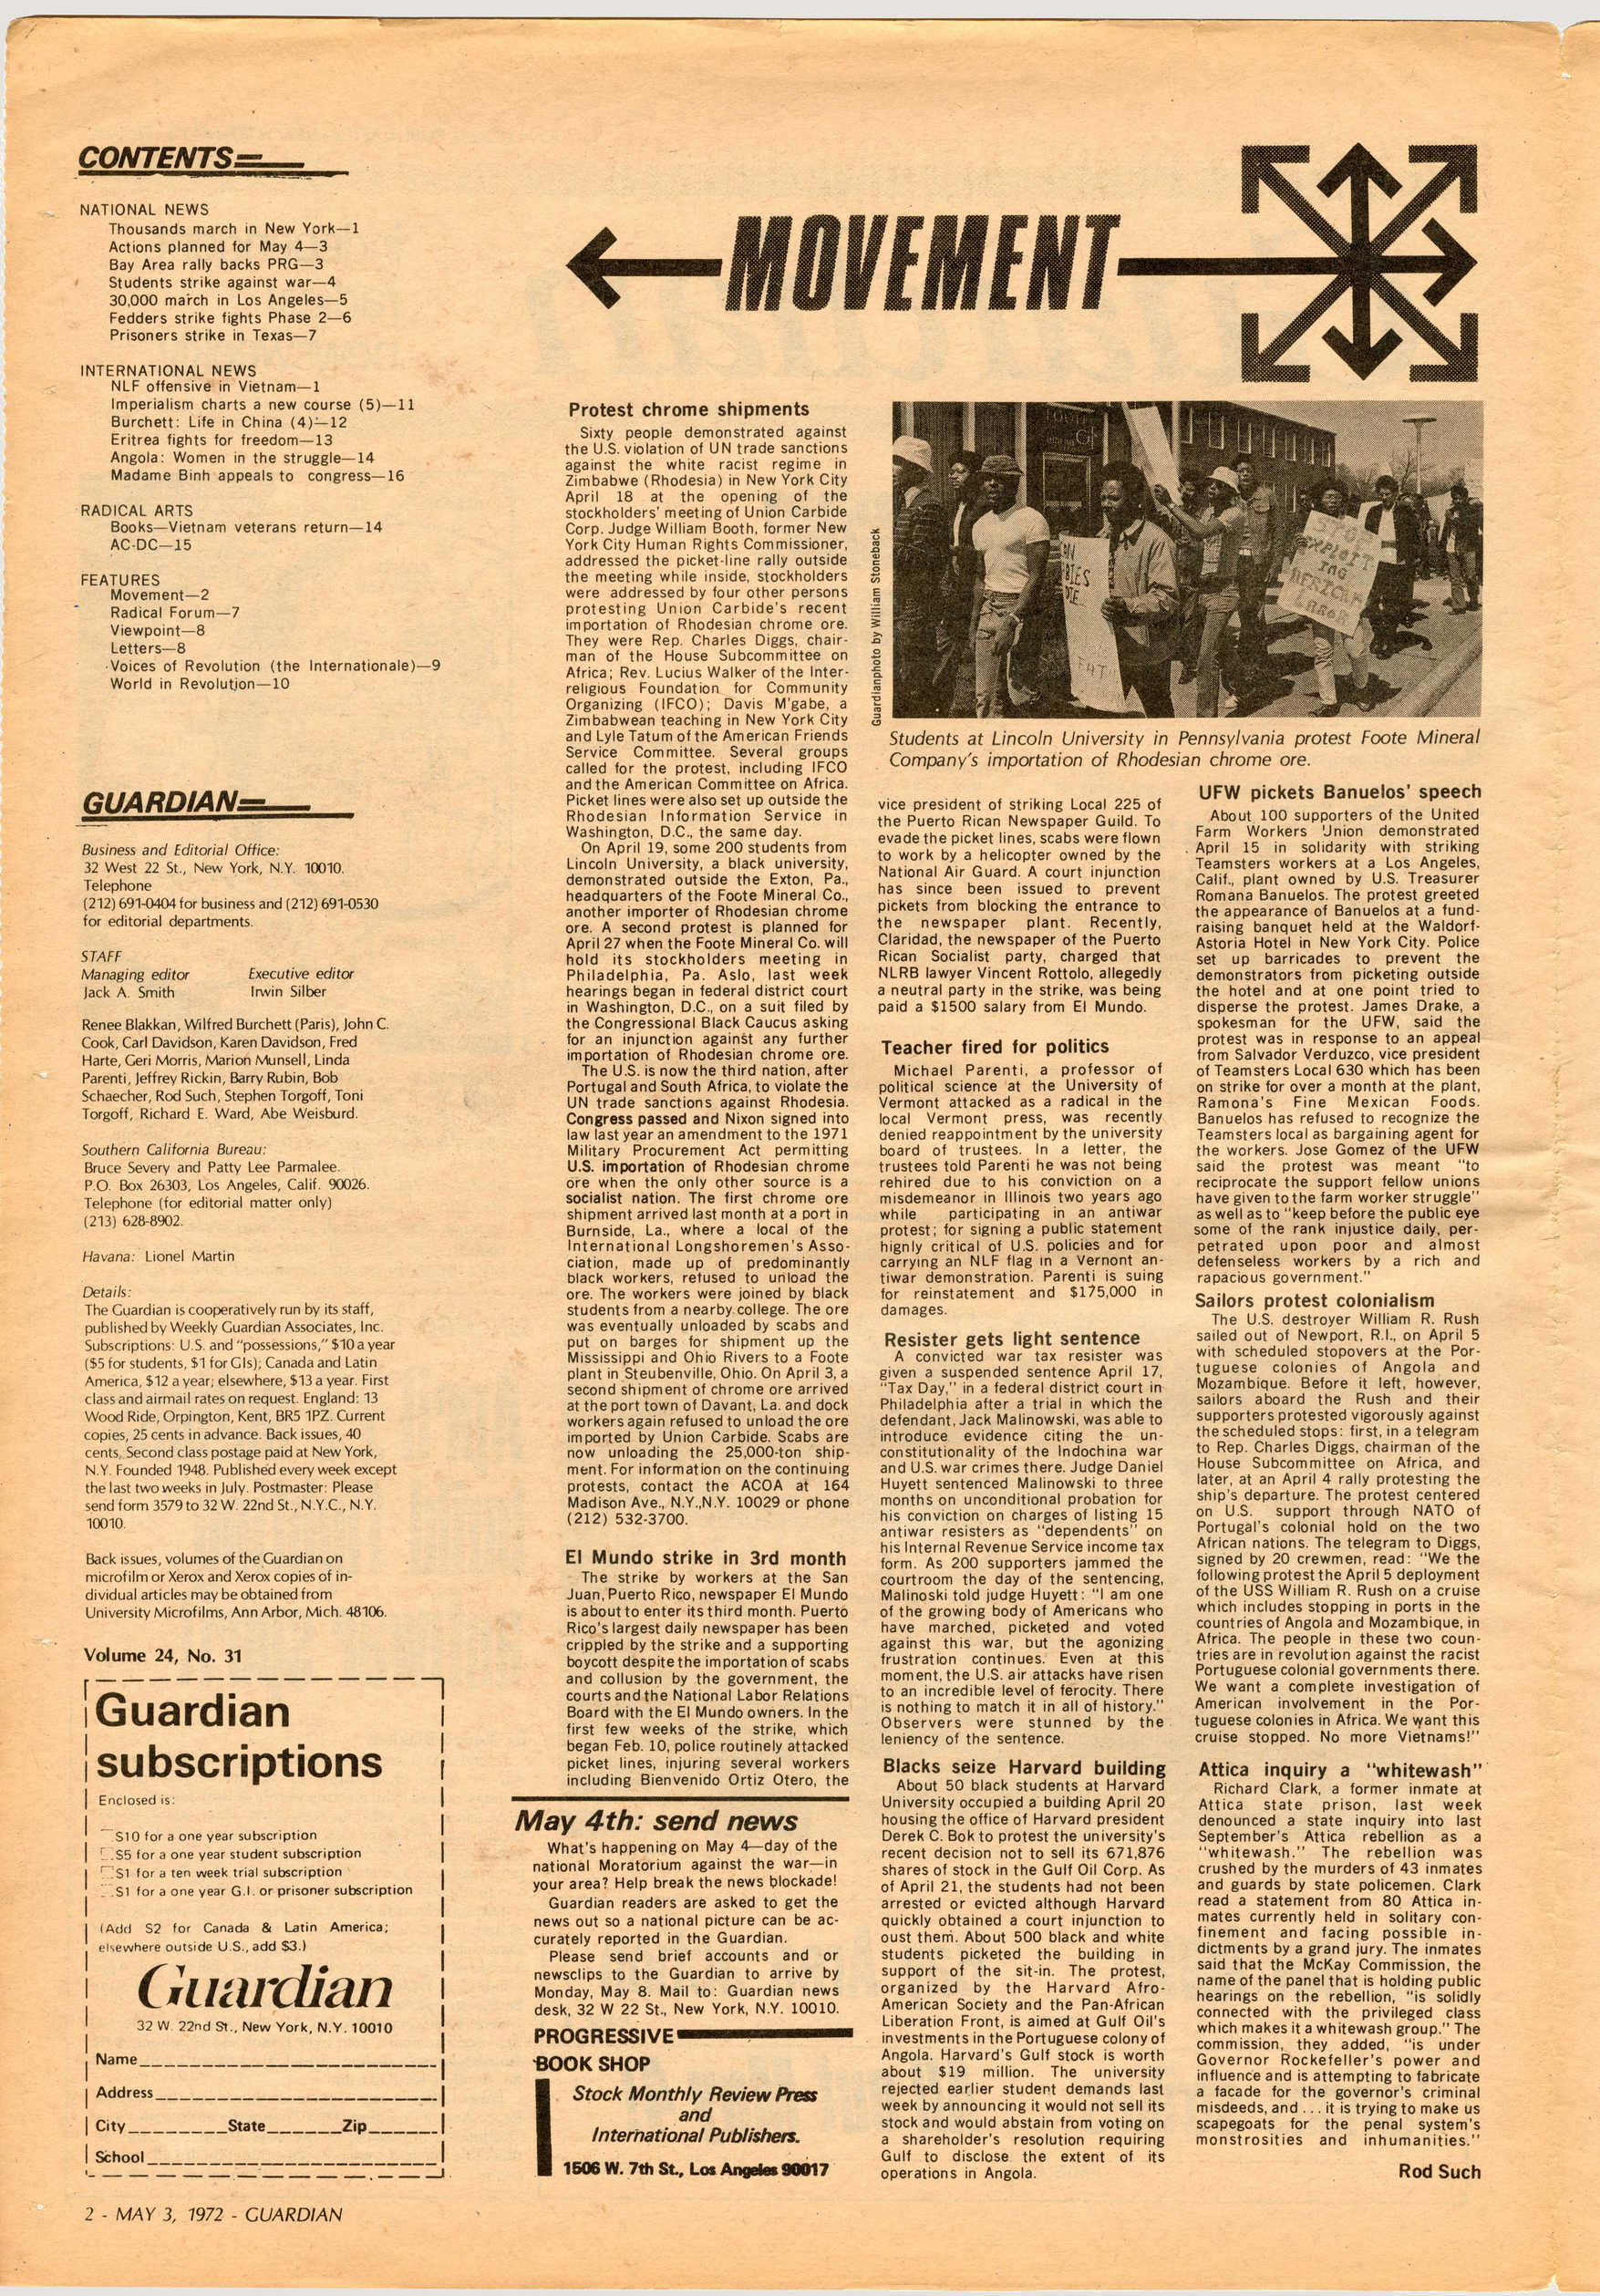 CONTENTS
NATIONAL NEWS
Thousands march in New York—1
Actions planned for May 4—3
Bay Area rally backs PRG—3
Students strike against war—4
30,000 march in Los Angeles—5
Fedders strike fights Phase 2—6
Prisoners strike in Texas—7
INTERNATIONAL NEWS
NLF offensive in Vietnam—1
Imperialism charts a new course (5)—11
Burchett: Life in China (4)—12
Eritrea fights for freedom—13
Angola: Women in the struggle—14
Madame Binh appeals to congress—16
RADICAL ARTS
Books—Vietnam veterans return—14
AC-DC—15
FEATURES
Movement—2
Radical Forum—7
Viewpoint—8
Letters—8
Voices of Revolution (the Internationale)—9
World in Revolution—10
GUARDIAN
Business and Editorial Office:
32 West 22 St., New York, N.Y. 10010.
Telephone
(212) 691-0404 for business and (212) 691-0530
for editorial departments.
STAFF
Managing editor Executive editor
Jack A. Smith Irwin Silber
Renee Blakkan, Wilfred Burchett (Paris), John C.
Cook, Carl Davidson, Karen Davidson, Fred
Harte, Geri Morris, Marion Munsell, Linda
Parenti, Jeffrey Rickin, Barry Rubin, Bob
Schaecher, Rod Such, Stephen Torgoff, Toni
Torgoff, Richard E. Ward, Abe Weisburd.
Southern California Bureau:
Bruce Severy and Patty Lee Parmalee.
P.O. Box 26303, Los Angeles, Calif. 90026.
Telephone (for editorial matter only)
(213) 628-8902.
Havana: Lionel Martin
Details:
The Guardian is cooperatively run by its staff,
published by Weekly Guardian Associates, Inc.
Subscriptions: U.S. and "possessions," $10 a year
($5 for students, $1 for GIs); Canada and Latin
America, $12 a year; elsewhere, $13 a year. First
class and airmail rates on request. England: 13
Wood Ride, Orpington, Kent, BR5 1PZ. Current
copies, 25 cents in advance. Back issues, 40
cents. Second class postage paid at New York,
N.Y. Founded 1948. Published every week except
the last two weeks in July. Postmaster: Please
send form 3579 to 32 W. 22nd St., N.Y.C., N.Y.
10010.
Back issues, volumes of the Guardian on
microfilm or Xerox and Xerox copies of in-
dividual articles may be obtained from
University Microfilms, Ann Arbor, Mich. 48106.
Volume 24, No. 31
Guardian
subscriptions
Enclosed is:
$10 for a one year subscription
$5 for a one year student subscription
$1 for a ten week trial subscription
$1 for a one year G.I. or prisoner subscription
(Add $2 for Canada & Latin America;
elsewhere outside U.S., add $3.)
Guardian
32 W. 22nd St., New York, N.Y. 10010
Name
Address
City State Zip
School
2 - MAY 3, 1972 - GUARDIAN
MOVEMENT
Protest chrome shipments
Sixty people demonstrated against
the U.S. violation of UN trade sanctions
against the white racist regime in
Zimbabwe (Rhodesia) in New York City
April 18 at the opening of the
stockholders' meeting of Union Carbide
Corp. Judge William Booth, former New
York City Human Rights Commissioner,
addressed the picket-line rally outside
the meeting while inside, stockholders
were addressed by four other persons
protesting Union Carbide's recent
importation of Rhodesian chrome ore.
They were Rep. Charles Diggs, chair-
man of the House Subcommittee on
Africa; Rev. Lucius Walker of the Inter-
religious Foundation for Community
Organizing (IFCO); Davis M'gabe, a
Zimbabwean teaching in New York City
and Lyle Tatum of the American Friends
Service Committee. Several groups
called for the protest, including IFCO
and the American Committee on Africa.
Picket lines were also set up outside the
Rhodesian Information Service in
Washington, D.C., the same day.
On April 19, some 200 students from
Lincoln University, a black university,
demonstrated outside the Exton, Pa.,
headquarters of the Foote Mineral Co.,
another importer of Rhodesian chrome
ore. A second protest is planned for
April 27 when the Foote Mineral Co. will
hold its stockholders meeting in
Philadelphia, Pa. Aslo, last week
hearings began in federal district court
in Washington, D.C., on a suit filed by
the Congressional Black Caucus asking
for an injunction against any further
importation of Rhodesian chrome ore.
The U.S. is now the third nation, after
Portugal and South Africa, to violate the
UN trade sanctions against Rhodesia.
Congress passed and Nixon signed into
law last year an amendment to the 1971
Military Procurement Act permitting
U.S. importation of Rhodesian chrome
ore when the only other source is a
socialist nation. The first chrome ore
shipment arrived last month at a port in
Burnside, La., where a local of the
International Longshoremen's Asso-
ciation, made up of predominantly
black workers, refused to unload the
ore. The workers were joined by black
students from a nearby college. The ore
was eventually unloaded by scabs and
put on barges for shipment up the
Mississippi and Ohio Rivers to a Foote
plant in Steubenville, Ohio. On April 3, a
second shipment of chrome ore arrived
at the port town of Davant, La. and dock
workers again refused to unload the ore
imported by Union Carbide. Scabs are
now unloading the 25,000-ton ship-
ment. For information on the continuing
protests, contact the ACOA at 164
Madison Ave., N.Y.,N.Y. 10029 or phone
(212) 532-3700.
El Mundo strike in 3rd month
The strike by workers at the San
Juan, Puerto Rico, newspaper El Mundo
is about to enter its third month. Puerto
Rico's largest daily newspaper has been
crippled by the strike and a supporting
boycott despite the importation of scabs
and collusion by the government, the
courts and the National Labor Relations
Board with the El Mundo owners. In the
first few weeks of the strike, which
began Feb. 10, police routinely attacked
picket lines, injuring several workers
including Bienvenido Ortiz Otero, the
May 4th: send news
What's happening on May 4—day of the
national Moratorium against the war—in
your area? Help break the news blockade!
Guardian readers are asked to get the
news out so a national picture can be ac-
curately reported in the Guardian.
Please send brief accounts and or
newsclips to the Guardian to arrive by
Monday, May 8. Mail to: Guardian news
desk, 32 W 22 St., New York, N.Y. 10010.
PROGRESSIVE
BOOK SHOP
Stock Monthly Review Press
and
International Publishers.
1506 W. 7th St., Los Angeles 90017
Guardianphoto by William Stoneback
STOP
EXPLOIT
ING
AFRICAN
LABOR
Students at Lincoln University in Pennsylvania protest Foote Mineral
Company's importation of Rhodesian chrome ore.
vice president of striking Local 225 of
the Puerto Rican Newspaper Guild. To
evade the picket lines, scabs were flown
to work by a helicopter owned by the
National Air Guard. A court injunction
has since been issued to prevent
pickets from blocking the entrance to
the newspaper plant. Recently,
Claridad, the newspaper of the Puerto
Rican Socialist party, charged that
NLRB lawyer Vincent Rottolo, allegedly
a neutral party in the strike, was being
paid a $1500 salary from El Mundo.
Teacher fired for politics
Michael Parenti, a professor of
political science at the University of
Vermont attacked as a radical in the
local Vermont press, was recently
denied reappointment by the university
board of trustees. In a letter, the
trustees told Parenti he was not being
rehired due to his conviction on a
misdemeanor in Illinois two years ago
while participating in an antiwar
protest; for signing a public statement
highly critical of U.S. policies and for
carrying an NLF flag in a Vernont an-
tiwar demonstration. Parenti is suing
for reinstatement and $175,000 in
damages.
Resister gets light sentence
A convicted war tax resister was
given a suspended sentence April 17,
"Tax Day," in a federal district court in
Philadelphia after a trial in which the
defendant, Jack Malinowski, was able to
introduce evidence citing the un-
constitutionality of the Indochina war
and U.S. war crimes there. Judge Daniel
Huyett sentenced Malinowski to three
months on unconditional probation for
his conviction on charges of listing 15
antiwar resisters as "dependents" on
his Internal Revenue Service income tax
form. As 200 supporters jammed the
courtroom the day of the sentencing,
Malinoski told judge Huyett: "I am one
of the growing body of Americans who
have marched, picketed and voted
against this war, but the agonizing
frustration continues. Even at this
moment, the U.S. air attacks have risen
to an incredible level of ferocity. There
is nothing to match it in all of history."
Observers were stunned by the
leniency of the sentence.
Blacks seize Harvard building
About 50 black students at Harvard
University occupied a building April 20
housing the office of Harvard president
Derek C. Bok to protest the university's
recent decision not to sell its 671,876
shares of stock in the Gulf Oil Corp. As
of April 21, the students had not been
arrested or evicted although Harvard
quickly obtained a court injunction to
oust them. About 500 black and white
students picketed the building in
support of the sit-in. The protest,
organized by the Harvard Afro-
American Society and the Pan-African
Liberation Front, is aimed at Gulf Oil's
investments in the Portuguese colony of
Angola. Harvard's Gulf stock is worth
about $19 million. The university
rejected earlier student demands last
week by announcing it would not sell its
stock and would abstain from voting on
a shareholder's resolution requiring
Gulf to disclose the extent of its
operations in Angola.
UFW pickets Banuelos' speech
About 100 supporters of the United
Farm Workers Union demonstrated
April 15 in solidarity with striking
Teamsters workers at a Los Angeles,
Calif., plant owned by U.S. Treasurer
Romana Banuelos. The protest greeted
the appearance of Banuelos at a fund-
raising banquet held at the Waldorf-
Astoria Hotel in New York City. Police
set up barricades to prevent the
demonstrators from picketing outside
the hotel and at one point tried to
disperse the protest. James Drake, a
spokesman for the UFW, said the
protest was in response to an appeal
from Salvador Verduzco, vice president
of Teamsters Local 630 which has been
on strike for over a month at the plant,
Ramona's Fine Mexican Foods.
Banuelos has refused to recognize the
Teamsters local as bargaining agent for
the workers. Jose Gomez of the UFW
said the protest was meant "to
reciprocate the support fellow unions
have given to the farm worker struggle"
as well as to "keep before the public eye
some of the rank injustice daily, per-
petrated upon poor and almost
defenseless workers by a rich and
rapacious government."
Sailors protest colonialism
The U.S. destroyer William R. Rush
sailed out of Newport, R.I., on April 5
with scheduled stopovers at the Por-
tuguese colonies of Angola and
Mozambique. Before it left, however,
sailors aboard the Rush and their
supporters protested vigorously against
the scheduled stops: first, in a telegram
to Rep. Charles Diggs, chairman of the
House Subcommittee on Africa, and
later, at an April 4 rally protesting the
ship's departure. The protest centered
on U.S. support through NATO of
Portugal's colonial hold on the two
African nations. The telegram to Diggs,
signed by 20 crewmen, read: "We the
following protest the April 5 deployment
of the USS William R. Rush on a cruise
which includes stopping in ports in the
countries of Angola and Mozambique, in
Africa. The people in these two coun-
tries are in revolution against the racist
Portuguese colonial governments there.
We want a complete investigation of
American involvement in the Por-
tuguese colonies in Africa. We want this
cruise stopped. No more Vietnams!"
Attica inquiry a "whitewash"
Richard Clark, a former inmate at
Attica state prison, last week
denounced a state inquiry into last
September's Attica rebellion as a
"whitewash." The rebellion was
crushed by the murders of 43 inmates
and guards by state policemen. Clark
read a statement from 80 Attica in-
mates currently held in solitary con-
finement and facing possible in-
dictments by a grand jury. The inmates
said that the McKay Commission, the
name of the panel that is holding public
hearings on the rebellion, "is solidly
connected with the privileged class
which makes it a whitewash group." The
commission, they added, "is under
Governor Rockefeller's power and
influence and is attempting to fabricate
a facade for the governor's criminal
misdeeds, and ... it is trying to make us
scapegoats for the penal system's
monstrosities and inhumanities."
Rod Such